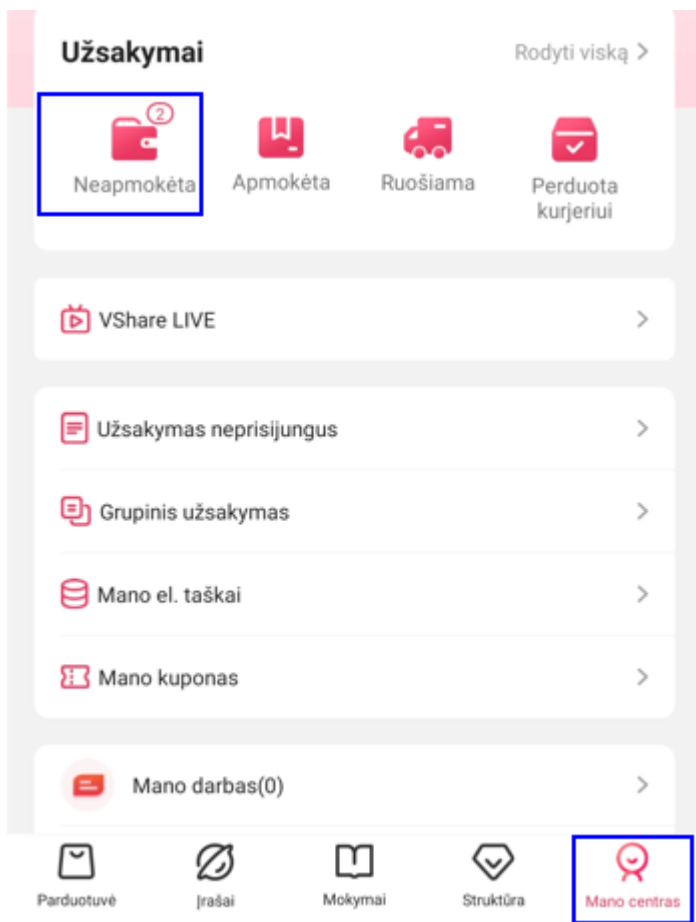 Užsakymai
Rodyti viską >
2
Neapmokėta
Apmokėta
Ruošiama
Perduota
kurjeriui
VShare LIVE
Užsakymas neprisijungus
Grupinis užsakymas
Mano el. taškai
Mano kuponas
Mano darbas(0)
Parduotuvė
Įrašai
Mokymai
Struktūra
Mano centras